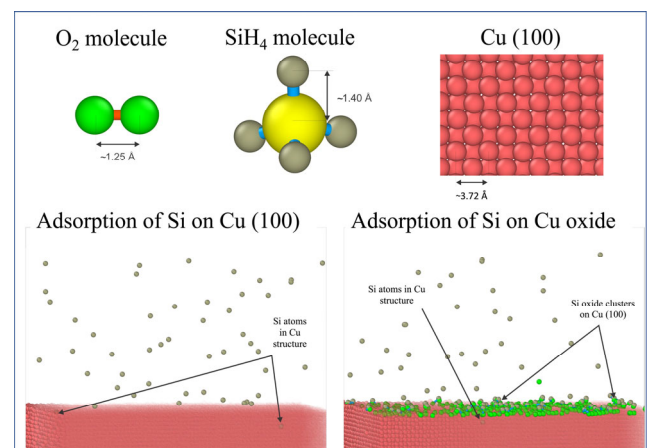 O₂ molecule
SiH₄ molecule
Cu (100)
~1.40 Å
~1.25 Å
~3.72 Å
Adsorption of Si on Cu (100)
Adsorption of Si on Cu oxide
Si atoms
in Cu
structure
Si atoms in Cu
structure
Si oxide clusters
on Cu (100)